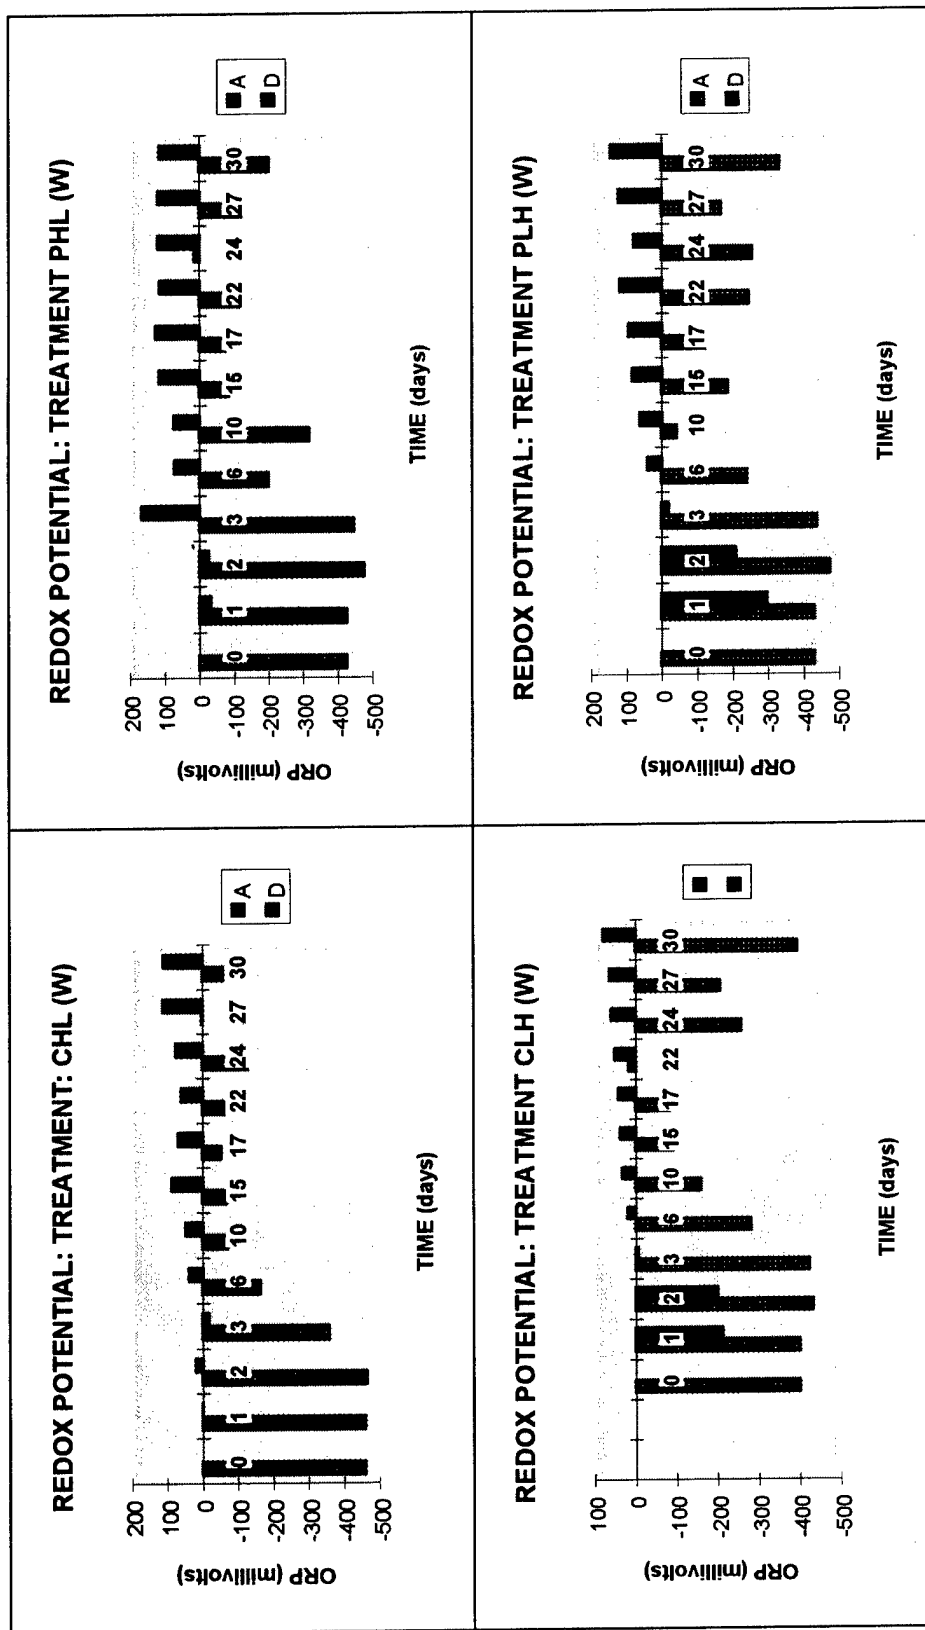 REDOX POTENTIAL: TREATMENT: CHL (W)
ORP (millivolts)
200
100
0
-100
-200
-300
-400
-500
0 1 2 3 6 10 15 17 22 24 27 30
TIME (days)
A
D
REDOX POTENTIAL: TREATMENT PHL (W)
ORP (millivolts)
200
100
0
-100
-200
-300
-400
-500
0 1 2 3 6 10 15 17 22 24 27 30
TIME (days)
A
D
REDOX POTENTIAL: TREATMENT CLH (W)
ORP (millivolts)
100
0
-100
-200
-300
-400
-500
0 1 2 3 6 10 15 17 22 24 27 30
TIME (days)
REDOX POTENTIAL: TREATMENT PLH (W)
ORP (millivolts)
200
100
0
-100
-200
-300
-400
-500
0 1 2 3 6 10 15 17 22 24 27 30
TIME (days)
A
D